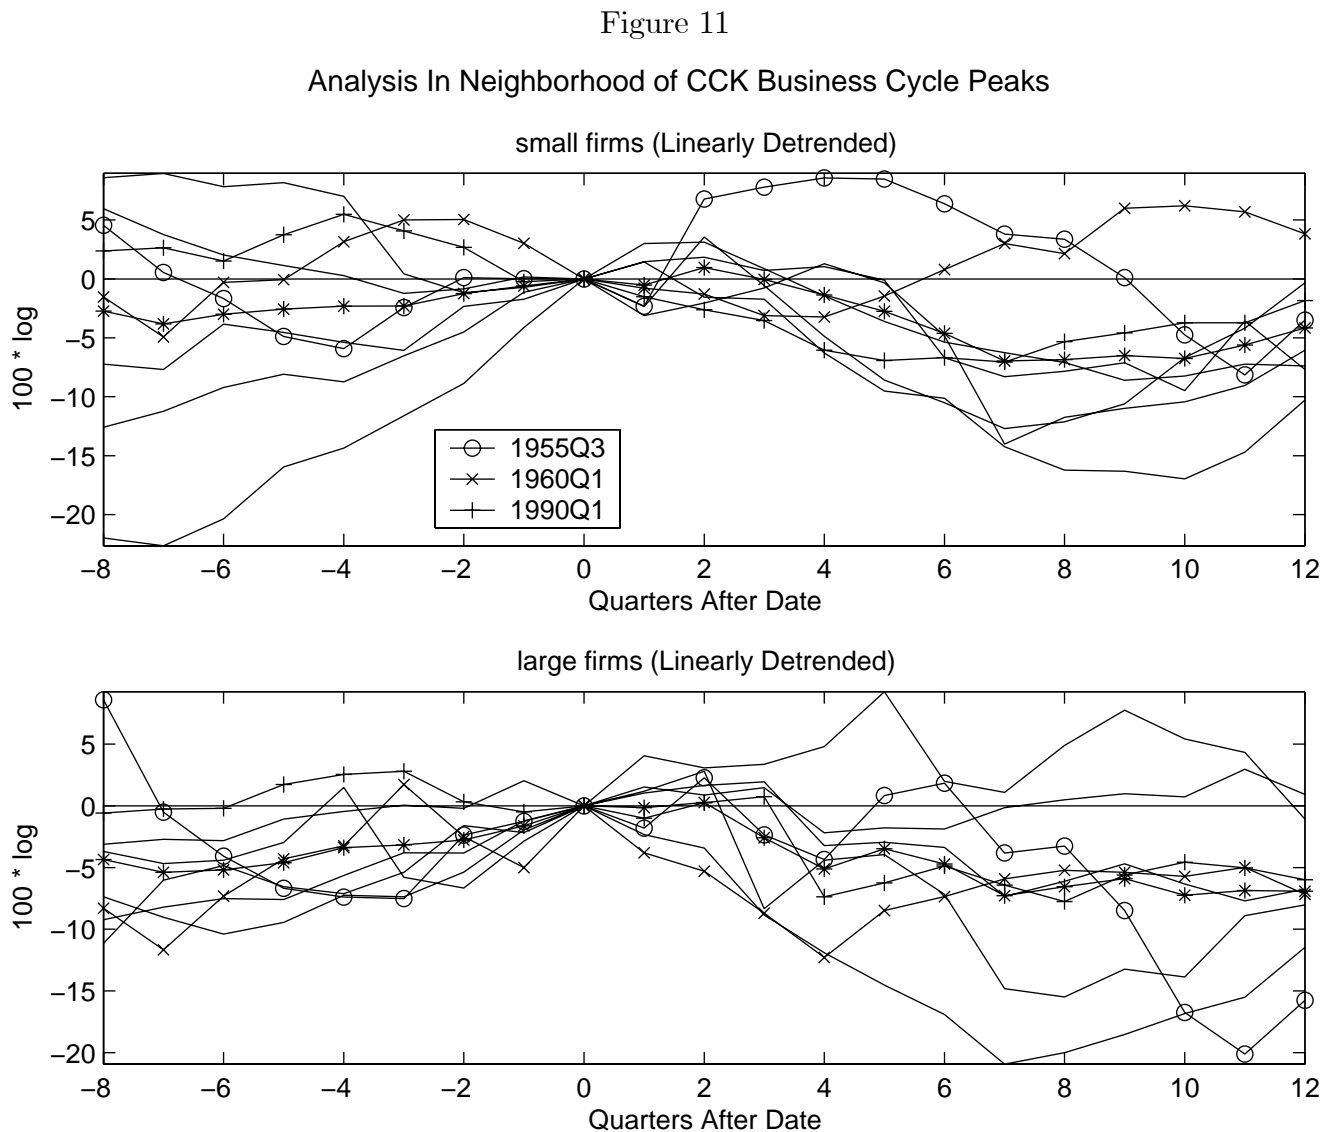 Figure 11
Analysis In Neighborhood of CCK Business Cycle Peaks
small firms (Linearly Detrended)
5
0
−5
−10
−15
−20
100 * log
1955Q3
1960Q1
1990Q1
−8 −6 −4 −2 0 2 4 6 8 10 12
Quarters After Date
large firms (Linearly Detrended)
5
0
−5
−10
−15
−20
100 * log
−8 −6 −4 −2 0 2 4 6 8 10 12
Quarters After Date